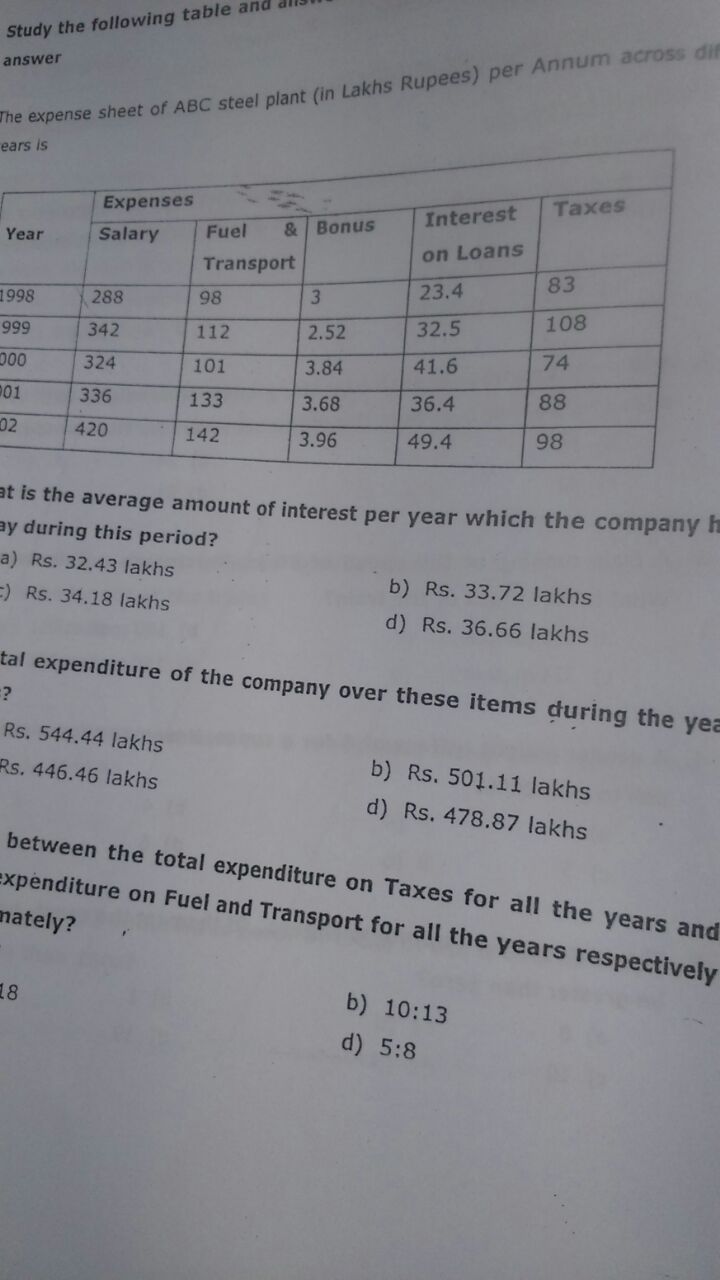 Study the following table and
answer
The expense sheet of ABC steel plant (in Lakhs Rupees) per Annum across
ears is
Expenses
Year Salary Fuel & Transport Bonus Interest on Loans Taxes
1998 288 98 3 23.4 83
999 342 112 2.52 32.5 108
000 324 101 3.84 41.6 74
001 336 133 3.68 36.4 88
02 420 142 3.96 49.4 98
at is the average amount of interest per year which the company h
ay during this period?
a) Rs. 32.43 lakhs b) Rs. 33.72 lakhs
) Rs. 34.18 lakhs d) Rs. 36.66 lakhs
tal expenditure of the company over these items during the yea
?
Rs. 544.44 lakhs b) Rs. 501.11 lakhs
Rs. 446.46 lakhs d) Rs. 478.87 lakhs
between the total expenditure on Taxes for all the years and
expenditure on Fuel and Transport for all the years respectively
mately?
18 b) 10:13
d) 5:8